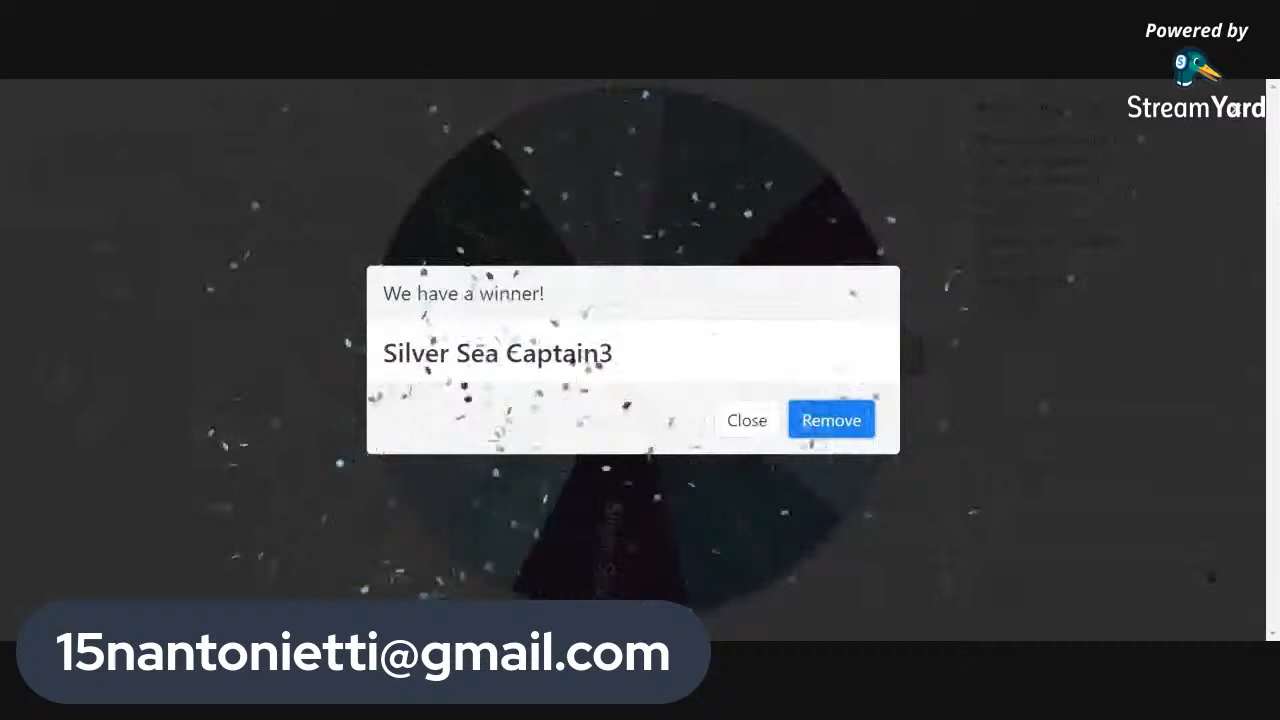 Powered by
StreamYard
We have a winner!
Silver Sea Captain3
Close
Remove
15nantonietti@gmail.com